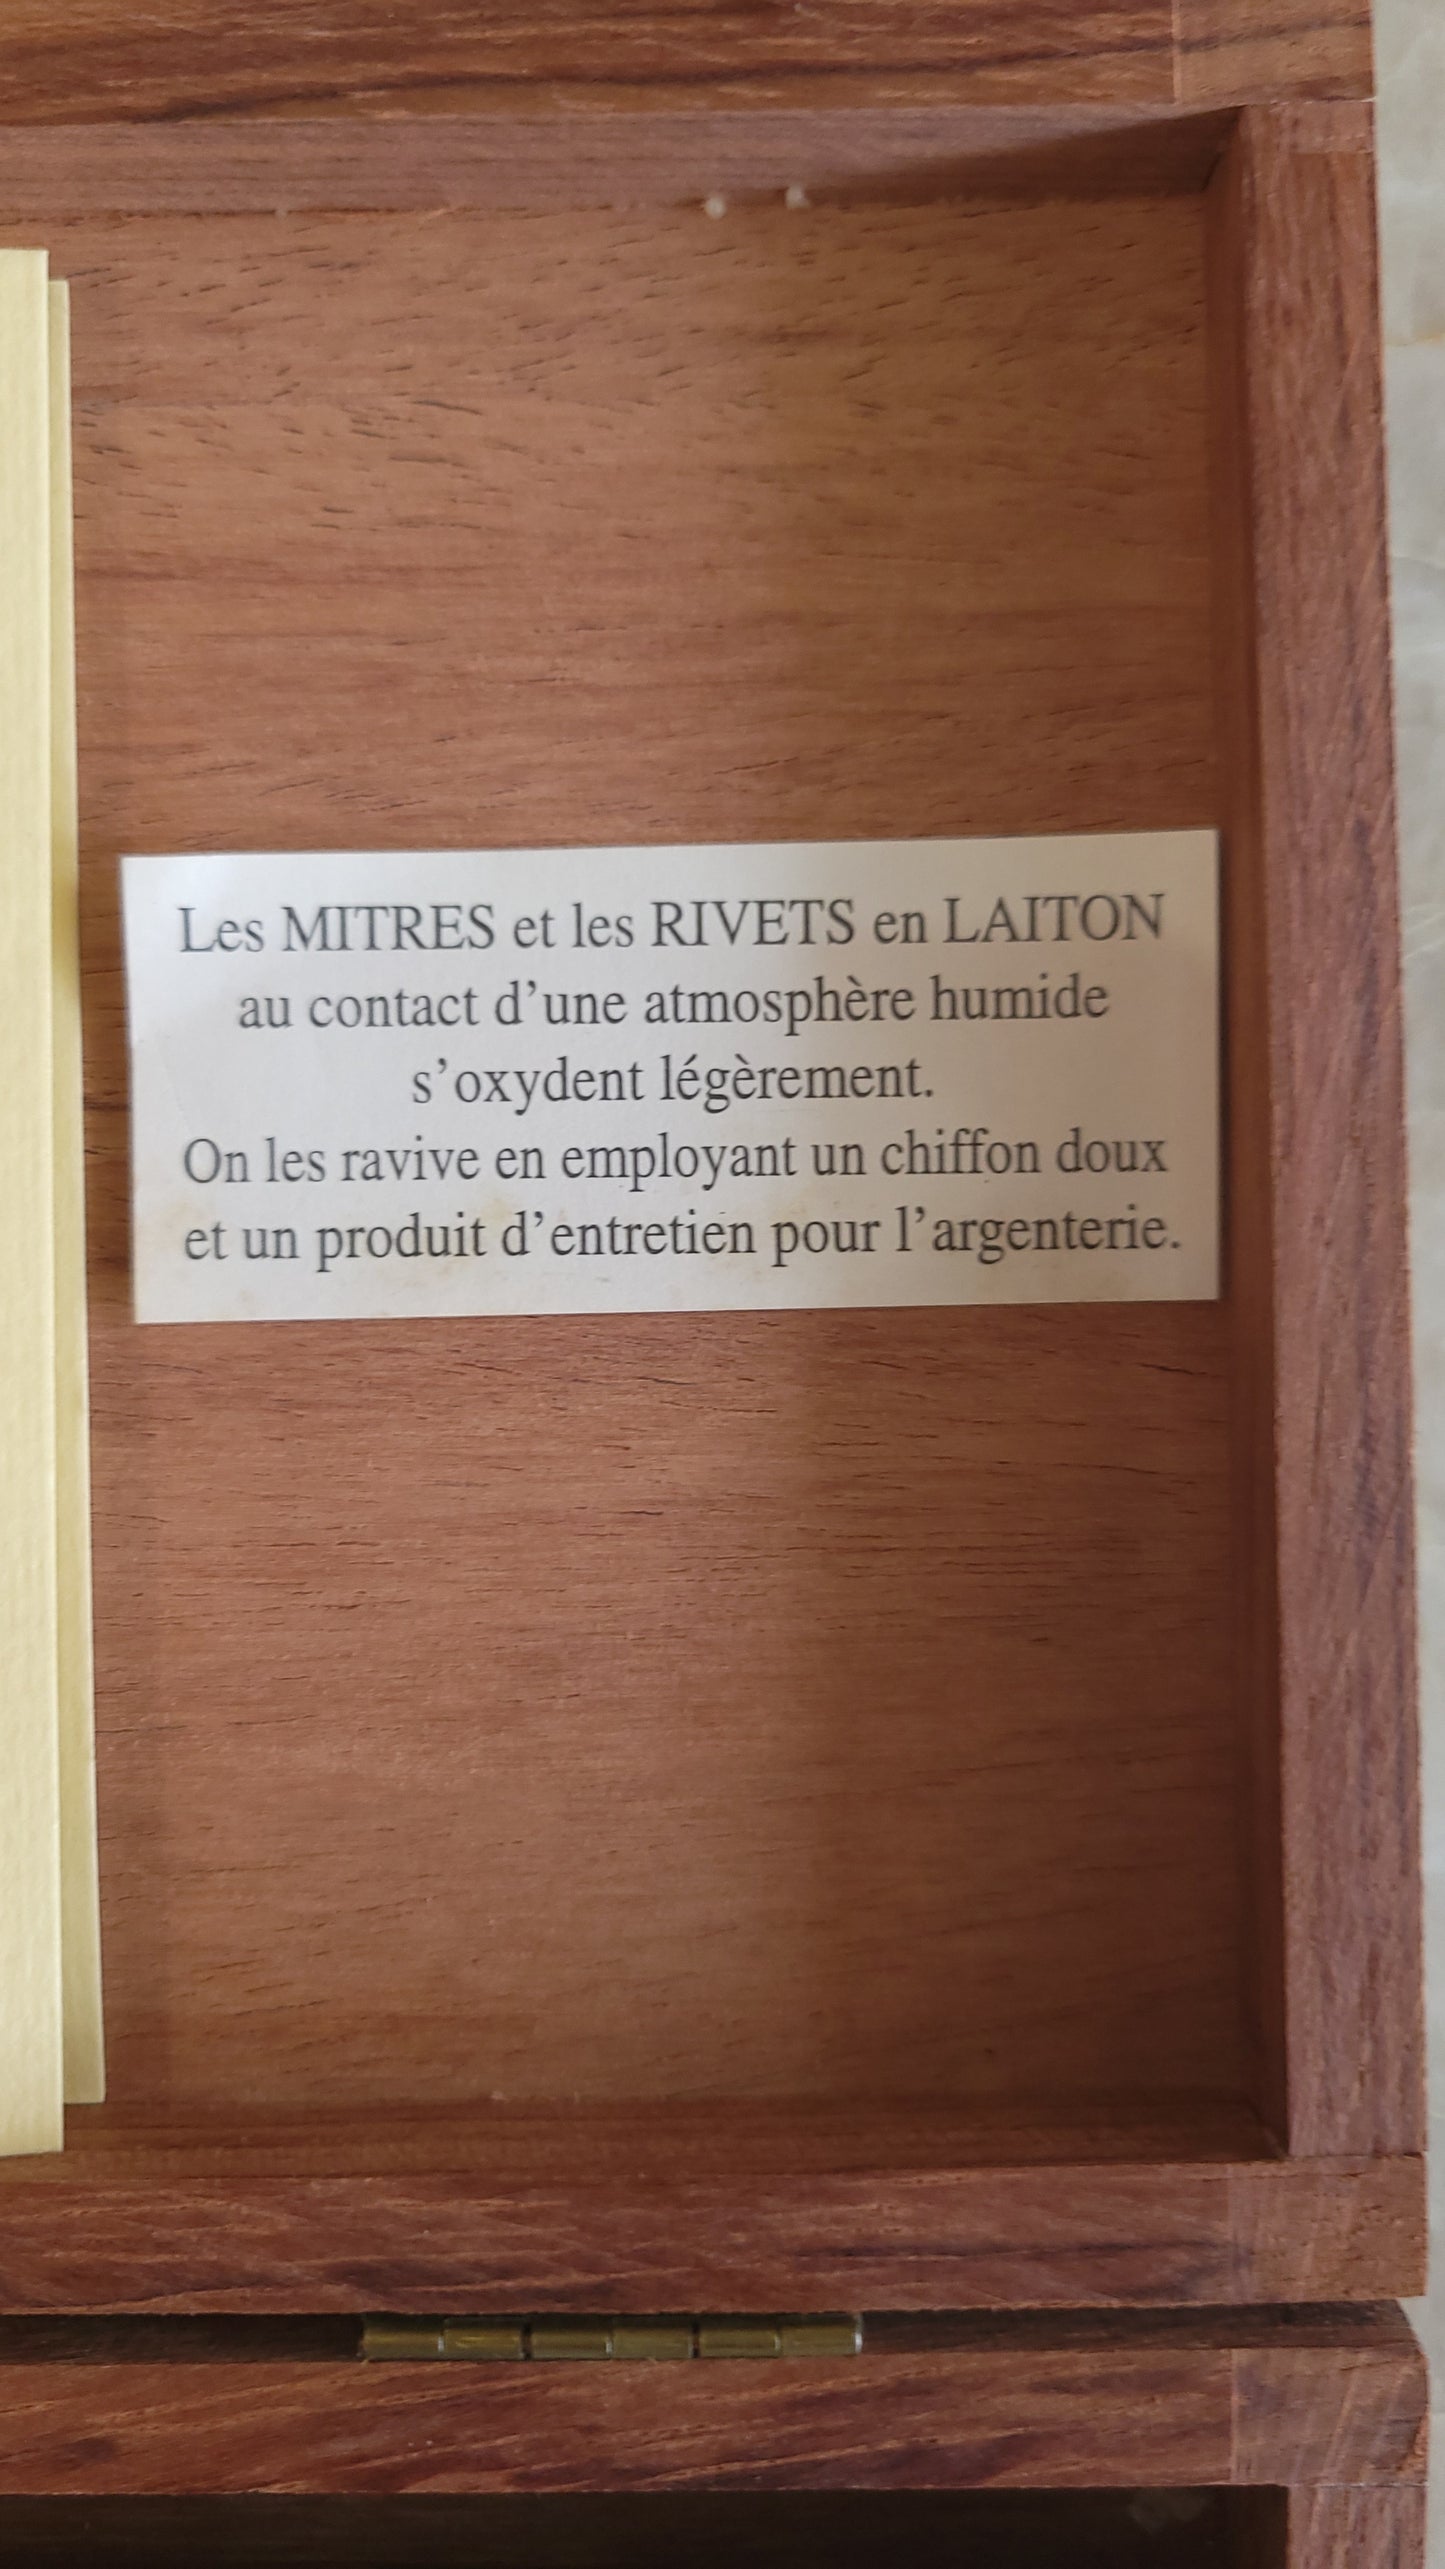 Les MITRES et les RIVETS en LAITON
au contact d’une atmosphère humide
s’oxydent légèrement.
On les ravive en employant un chiffon doux
et un produit d’entretien pour l’argenterie.